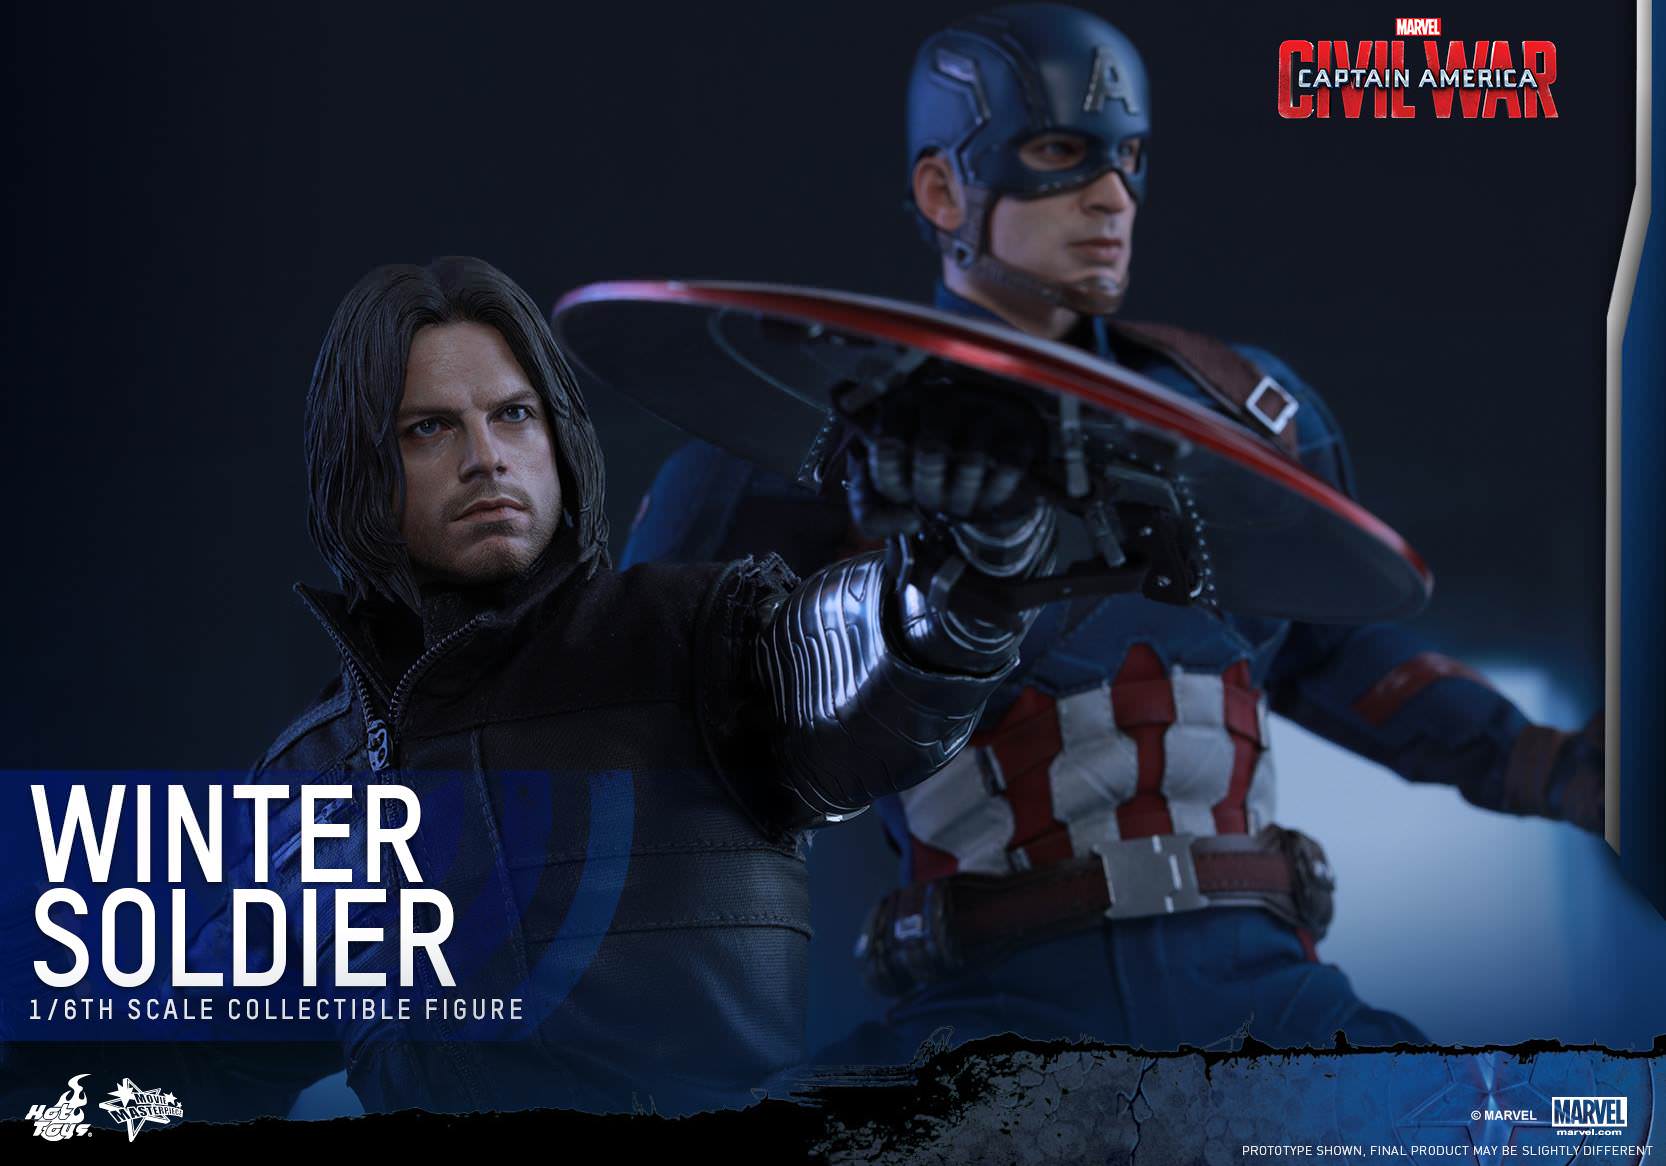 MARVEL
CIVIL WAR
CAPTAIN AMERICA
A
WINTER
SOLDIER
1/6TH SCALE COLLECTIBLE FIGURE
Hot
Toys.
MOVIE
MASTERPIECE
© MARVEL
MARVEL
marvel.com
PROTOTYPE SHOWN, FINAL PRODUCT MAY BE SLIGHTLY DIFFERENT